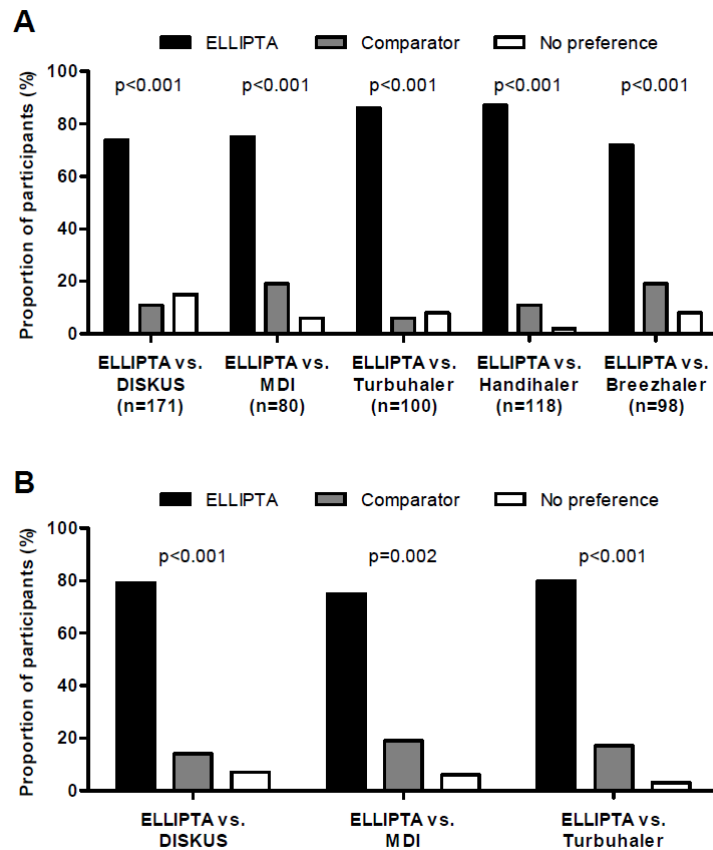 A
ELLIPTA Comparator No preference
Proportion of participants (%)
100
80
60
40
20
0
p<0.001 p<0.001 p<0.001 p<0.001 p<0.001
ELLIPTA vs. ELLIPTA vs. ELLIPTA vs. ELLIPTA vs. ELLIPTA vs.
DISKUS MDI Turbuhaler Handihaler Breezhaler
(n=171) (n=80) (n=100) (n=118) (n=98)
B
ELLIPTA Comparator No preference
Proportion of participants (%)
100
80
60
40
20
0
p<0.001 p=0.002 p<0.001
ELLIPTA vs. ELLIPTA vs. ELLIPTA vs.
DISKUS MDI Turbuhaler